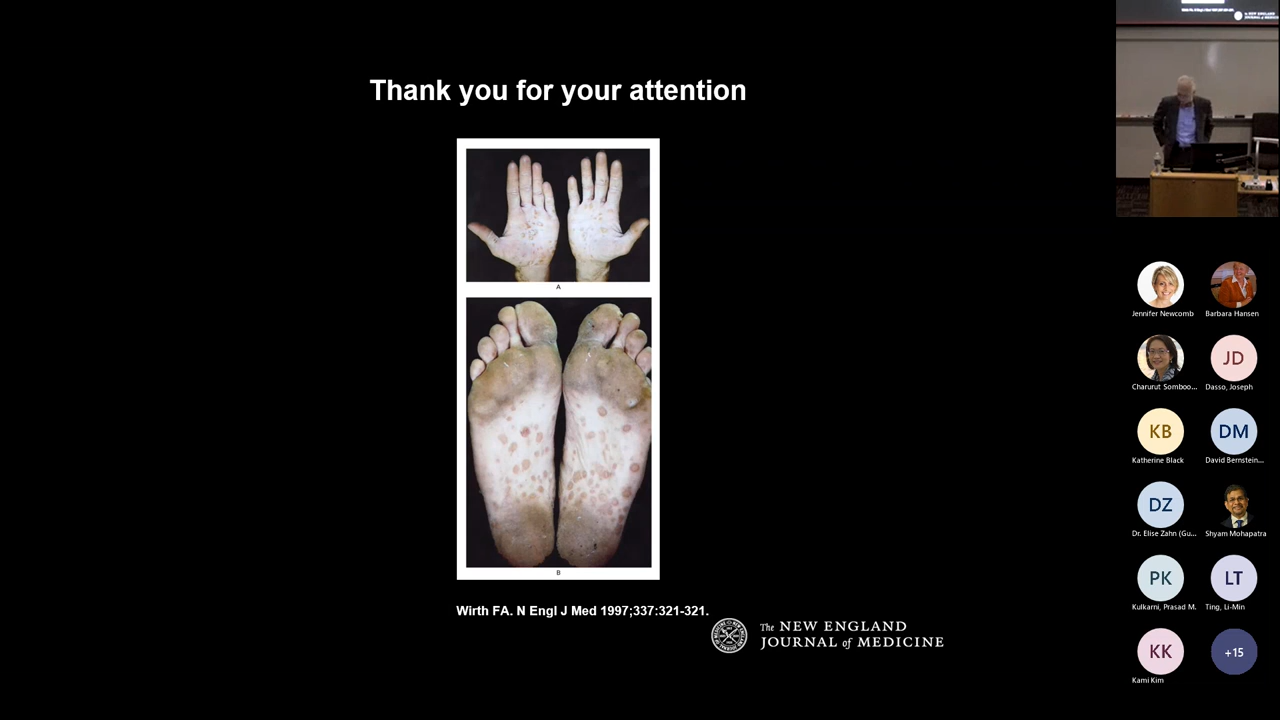 Thank you for your attention
A
B
Wirth FA. N Engl J Med 1997;337:321-321.
The NEW ENGLAND
JOURNAL of MEDICINE
Jennifer Newcomb
Barbara Hansen
Charurut Somboo...
JD
Dasso, Joseph
KB
Katherine Black
DM
David Bernstein...
DZ
Dr. Elise Zahn (Gu...
Shyam Mohapatra
PK
Kulkarni, Prasad M.
LT
Ting, Li-Min
KK
Kami Kim
+15